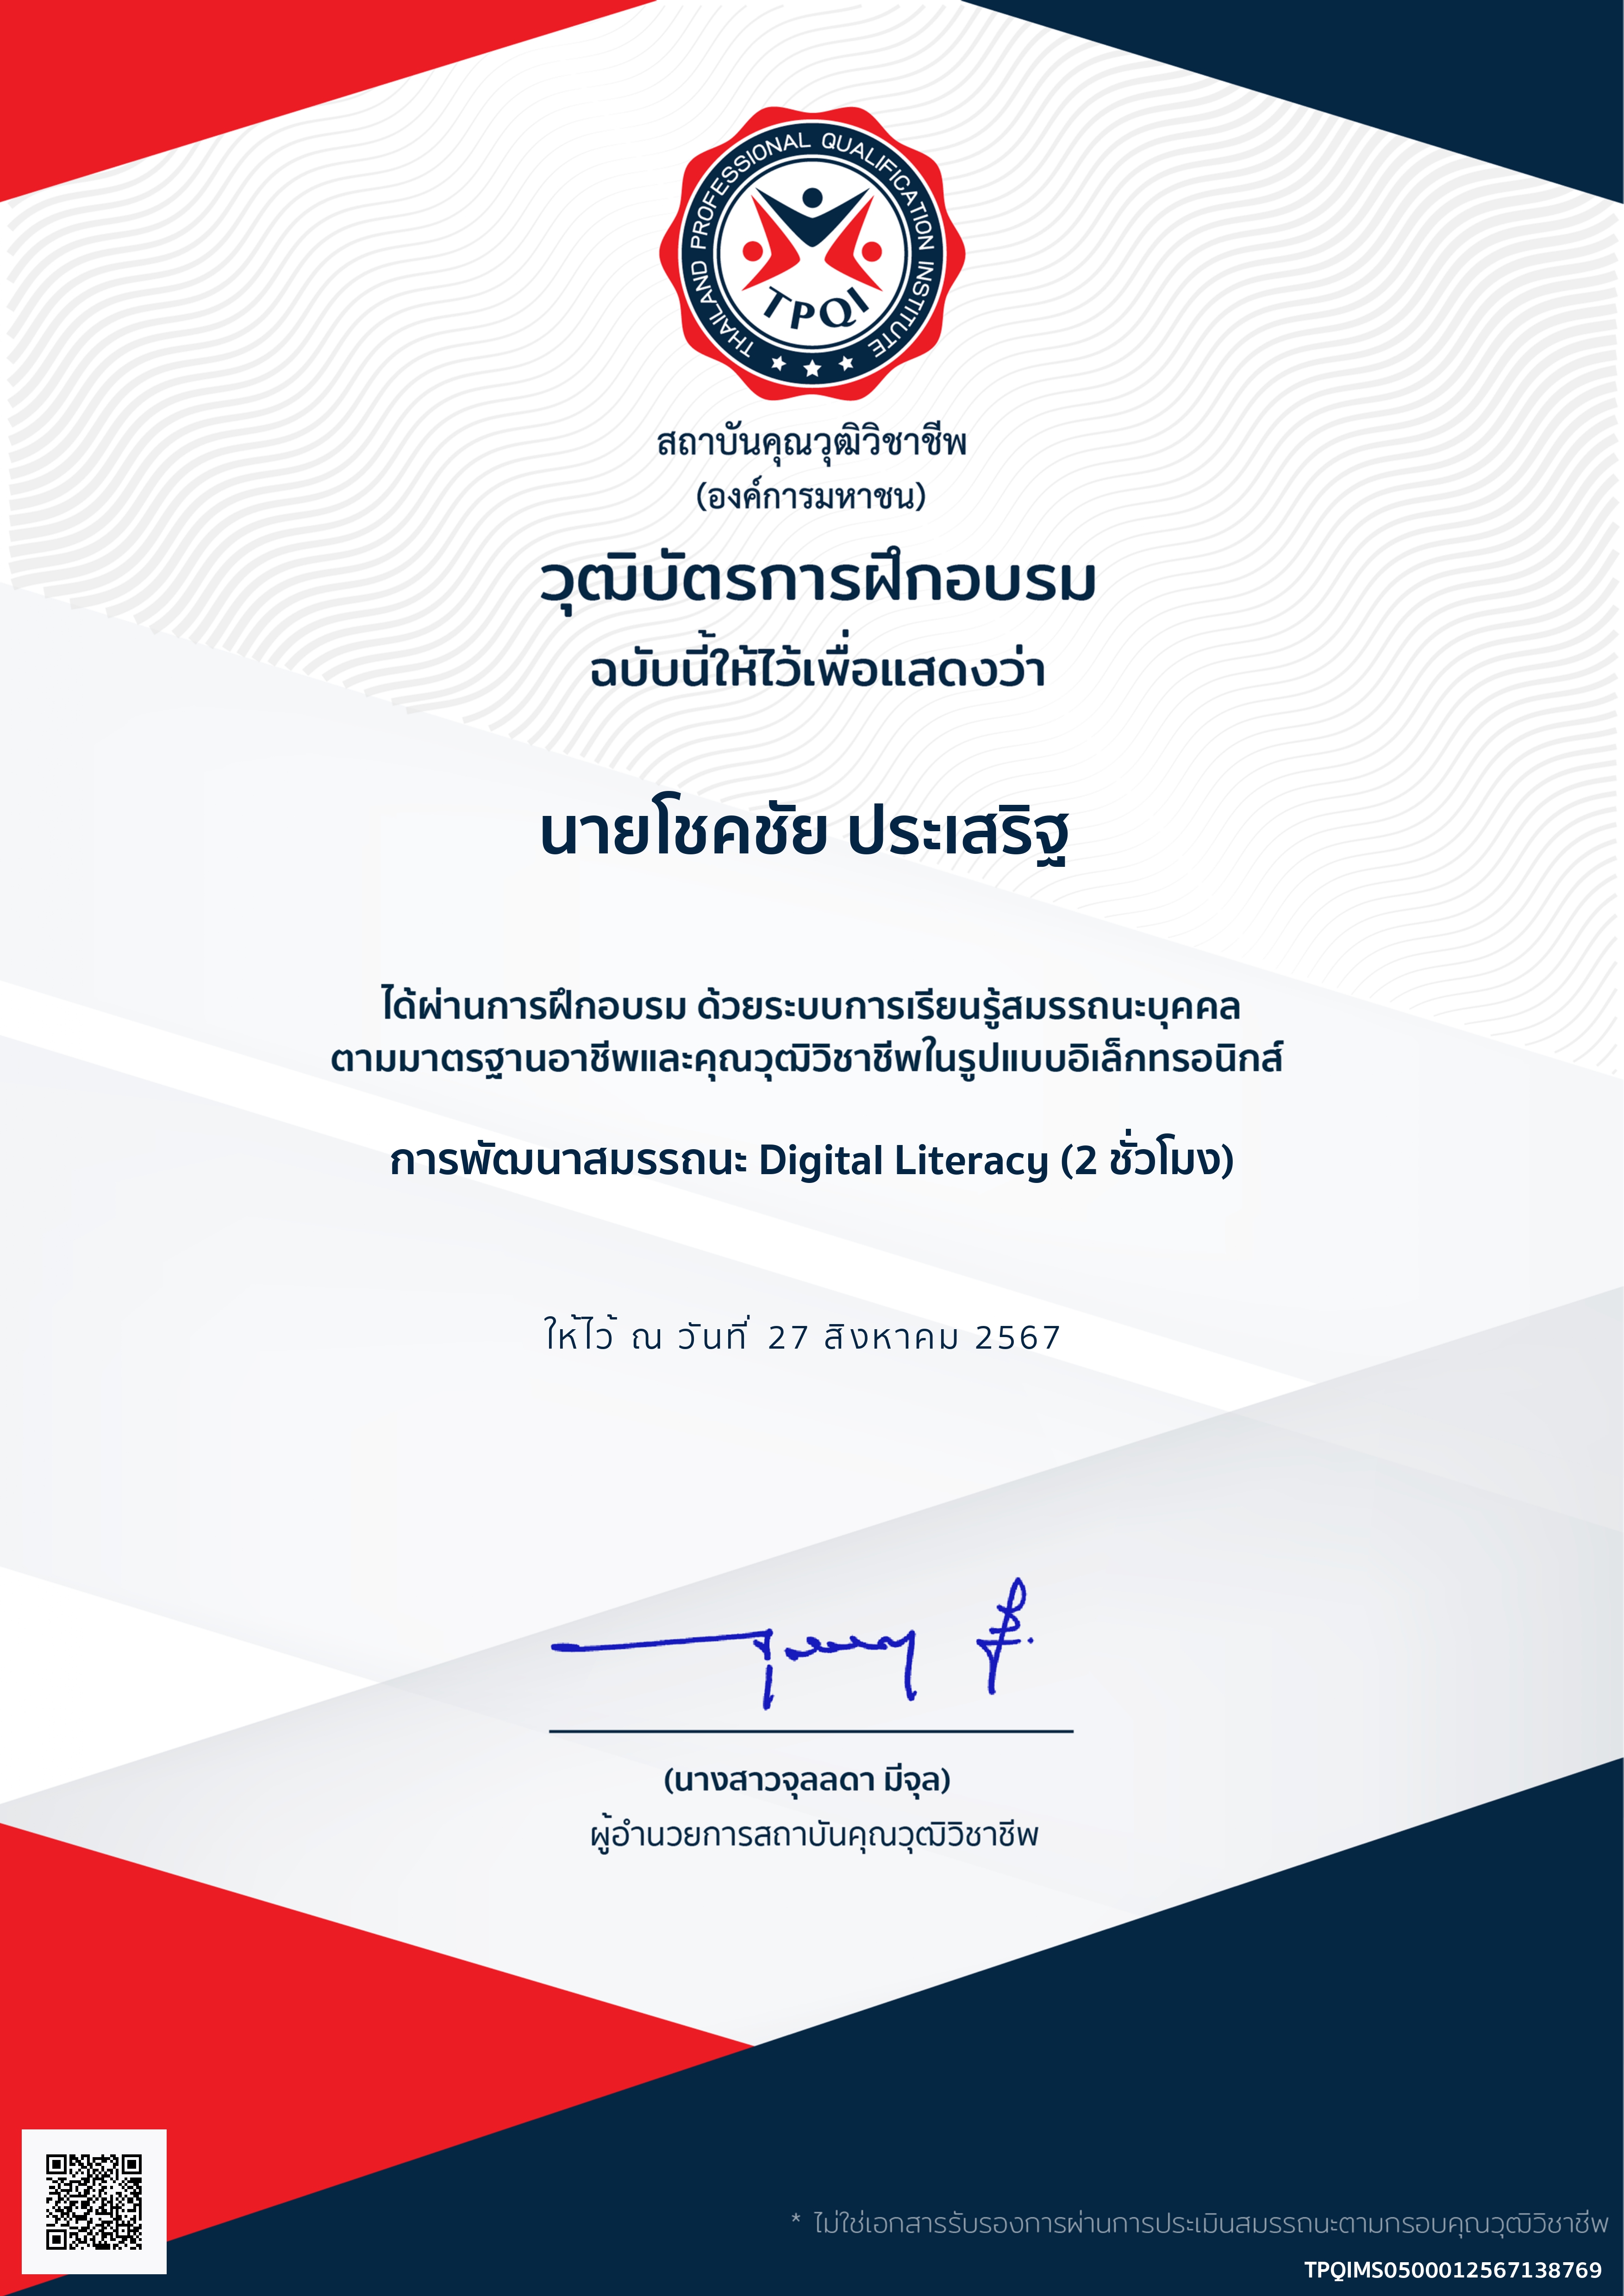 THAILAND PROFESSIONAL QUALIFICATION INSTITUTE
TPQI
สถาบันคุณวุฒิวิชาชีพ
(องค์การมหาชน)
วุฒิบัตรการฝึกอบรม
ฉบับนี้ให้ไว้เพื่อแสดงว่า
นายโชคชัย ประเสริฐ
ได้ผ่านการฝึกอบรม ด้วยระบบการเรียนรู้สมรรถนะบุคคล
ตามมาตรฐานอาชีพและคุณวุฒิวิชาชีพในรูปแบบอิเล็กทรอนิกส์
การพัฒนาสมรรถนะ Digital Literacy (2 ชั่วโมง)
ให้ไว้ ณ วันที่ 27 สิงหาคม 2567
(นางสาวจุลลดา มีจุล)
ผู้อำนวยการสถาบันคุณวุฒิวิชาชีพ
* ไม่ใช่เอกสารรับรองการผ่านการประเมินสมรรถนะตามกรอบคุณวุฒิวิชาชีพ
TPQIMS0500012567138769